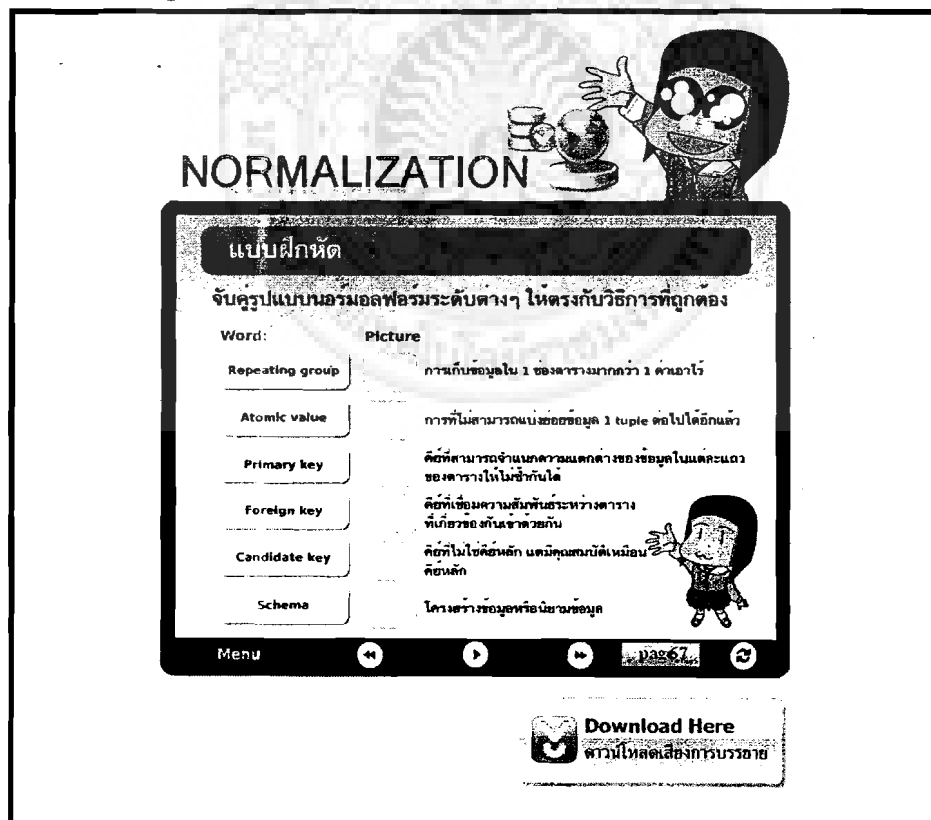 NORMALIZATION
แบบฝึกหัด
จับคู่รูปแบบนอร์มอลฟอร์มระดับต่างๆ ให้ตรงกับวิธีการที่ถูกต้อง
Word: Picture
Repeating group การเก็บข้อมูลใน 1 ช่องตารางมากกว่า 1 ค่าเอาไว้
Atomic value การที่ไม่สามารถแบ่งย่อยข้อมูล 1 tuple ต่อไปได้อีกแล้ว
Primary key คีย์ที่สามารถจำแนกความแตกต่างของข้อมูลในแต่ละแถว
ของตารางให้ไม่ซ้ำกันได้
Foreign key คีย์ที่เชื่อมความสัมพันธ์ระหว่างตาราง
ที่เกี่ยวข้องกันเข้าด้วยกัน
Candidate key คีย์ที่ไม่ใช่คีย์หลัก แต่มีคุณสมบัติเหมือน
คีย์หลัก
Schema โครงสร้างข้อมูลหรือนิยามข้อมูล
Menu page67
Download Here
ดาวน์โหลดเสียงการบรรยาย